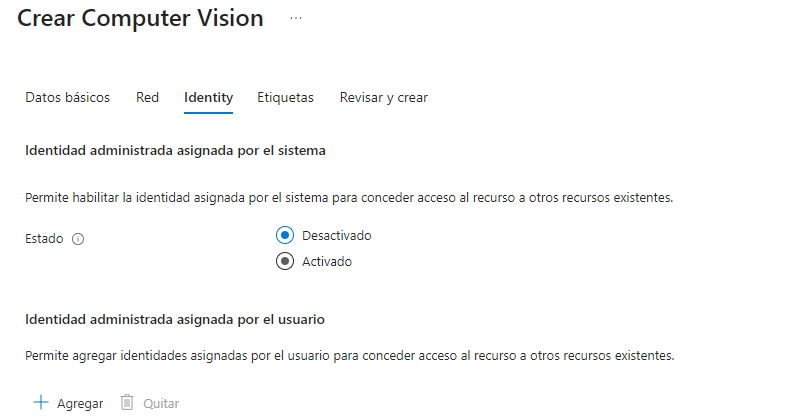 Crear Computer Vision ...
Datos básicos Red Identity Etiquetas Revisar y crear
Identidad administrada asignada por el sistema
Permite habilitar la identidad asignada por el sistema para conceder acceso al recurso a otros recursos existentes.
Estado
Desactivado
Activado
Identidad administrada asignada por el usuario
Permite agregar identidades asignadas por el usuario para conceder acceso al recurso a otros recursos existentes.
Agregar Quitar